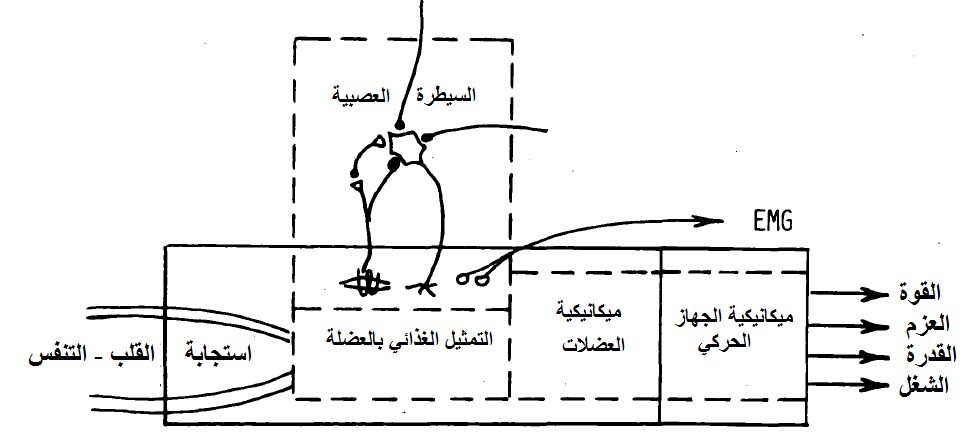 السيطرة العصبية
EMG
القوة
العزم
القدرة
الشغل
ميكانيكية الجهاز
الحركي
ميكانيكية
العضلات
التمثيل الغذائي بالعضلة
استجابة
القلب - التنفس